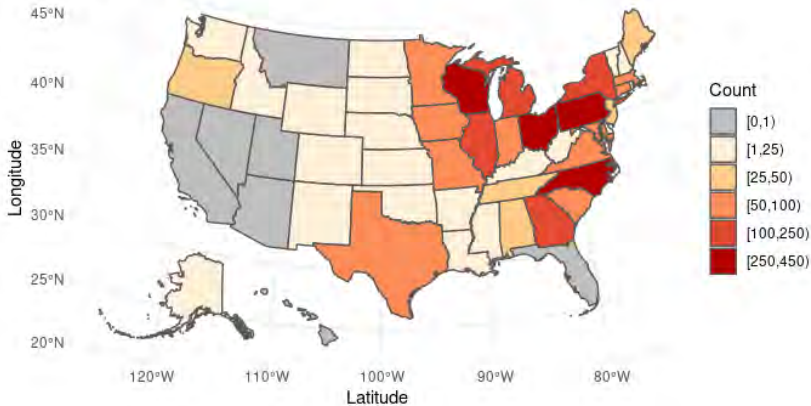 45°N
40°N
35°N
30°N
25°N
20°N
Longitude
120°W 110°W 100°W 90°W 80°W
Latitude
Count
[0,1)
[1,25)
[25,50)
[50,100)
[100,250)
[250,450)